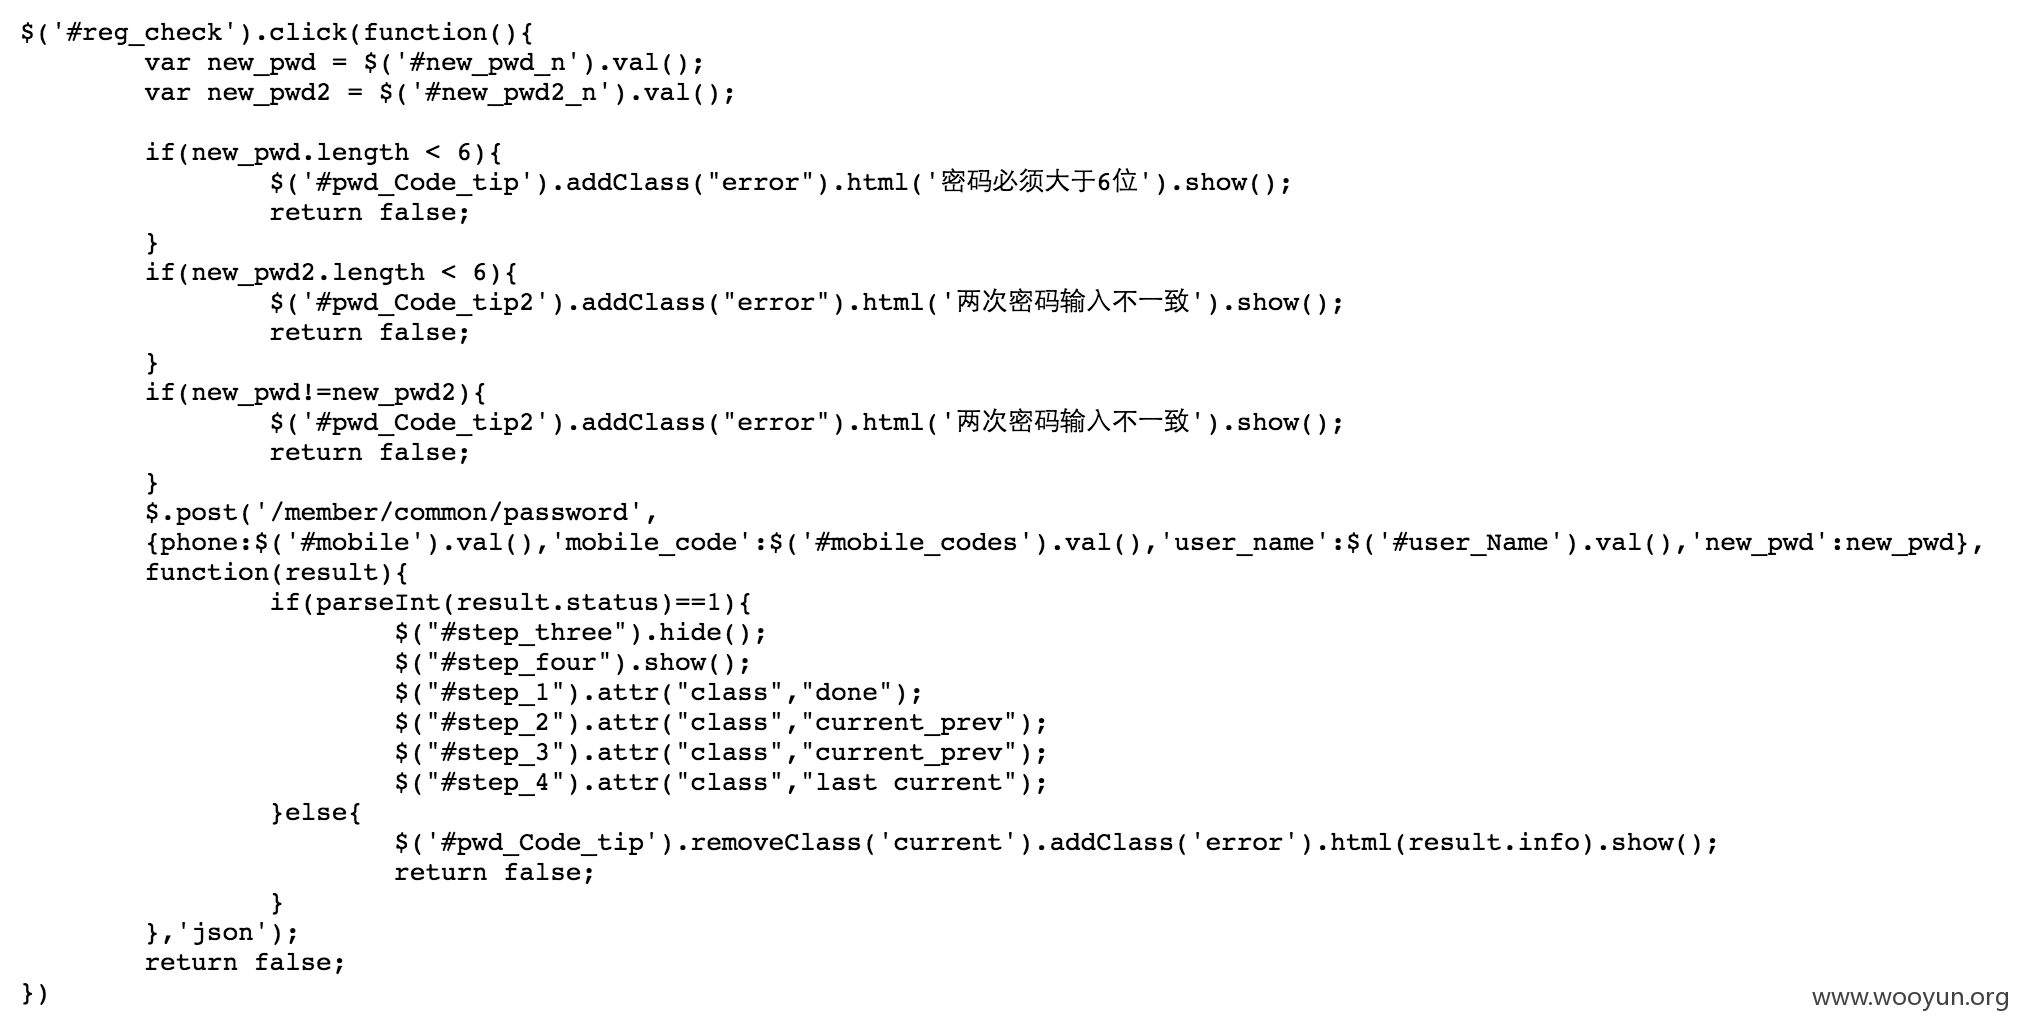 $('#reg_check').click(function(){
        var new_pwd = $('#new_pwd_n').val();
        var new_pwd2 = $('#new_pwd2_n').val();

        if(new_pwd.length < 6){
                $('#pwd_Code_tip').addClass("error").html('密码必须大于6位').show();
                return false;
        }
        if(new_pwd2.length < 6){
                $('#pwd_Code_tip2').addClass("error").html('两次密码输入不一致').show();
                return false;
        }
        if(new_pwd!=new_pwd2){
                $('#pwd_Code_tip2').addClass("error").html('两次密码输入不一致').show();
                return false;
        }
        $.post('/member/common/password',
        {phone:$('#mobile').val(),'mobile_code':$('#mobile_codes').val(),'user_name':$('#user_Name').val(),'new_pwd':new_pwd},
        function(result){
                if(parseInt(result.status)==1){
                        $("#step_three").hide();
                        $("#step_four").show();
                        $("#step_1").attr("class","done");
                        $("#step_2").attr("class","current_prev");
                        $("#step_3").attr("class","current_prev");
                        $("#step_4").attr("class","last current");
                }else{
                        $('#pwd_Code_tip').removeClass('current').addClass('error').html(result.info).show();
                        return false;
                }
        },'json');
        return false;
})
www.wooyun.org